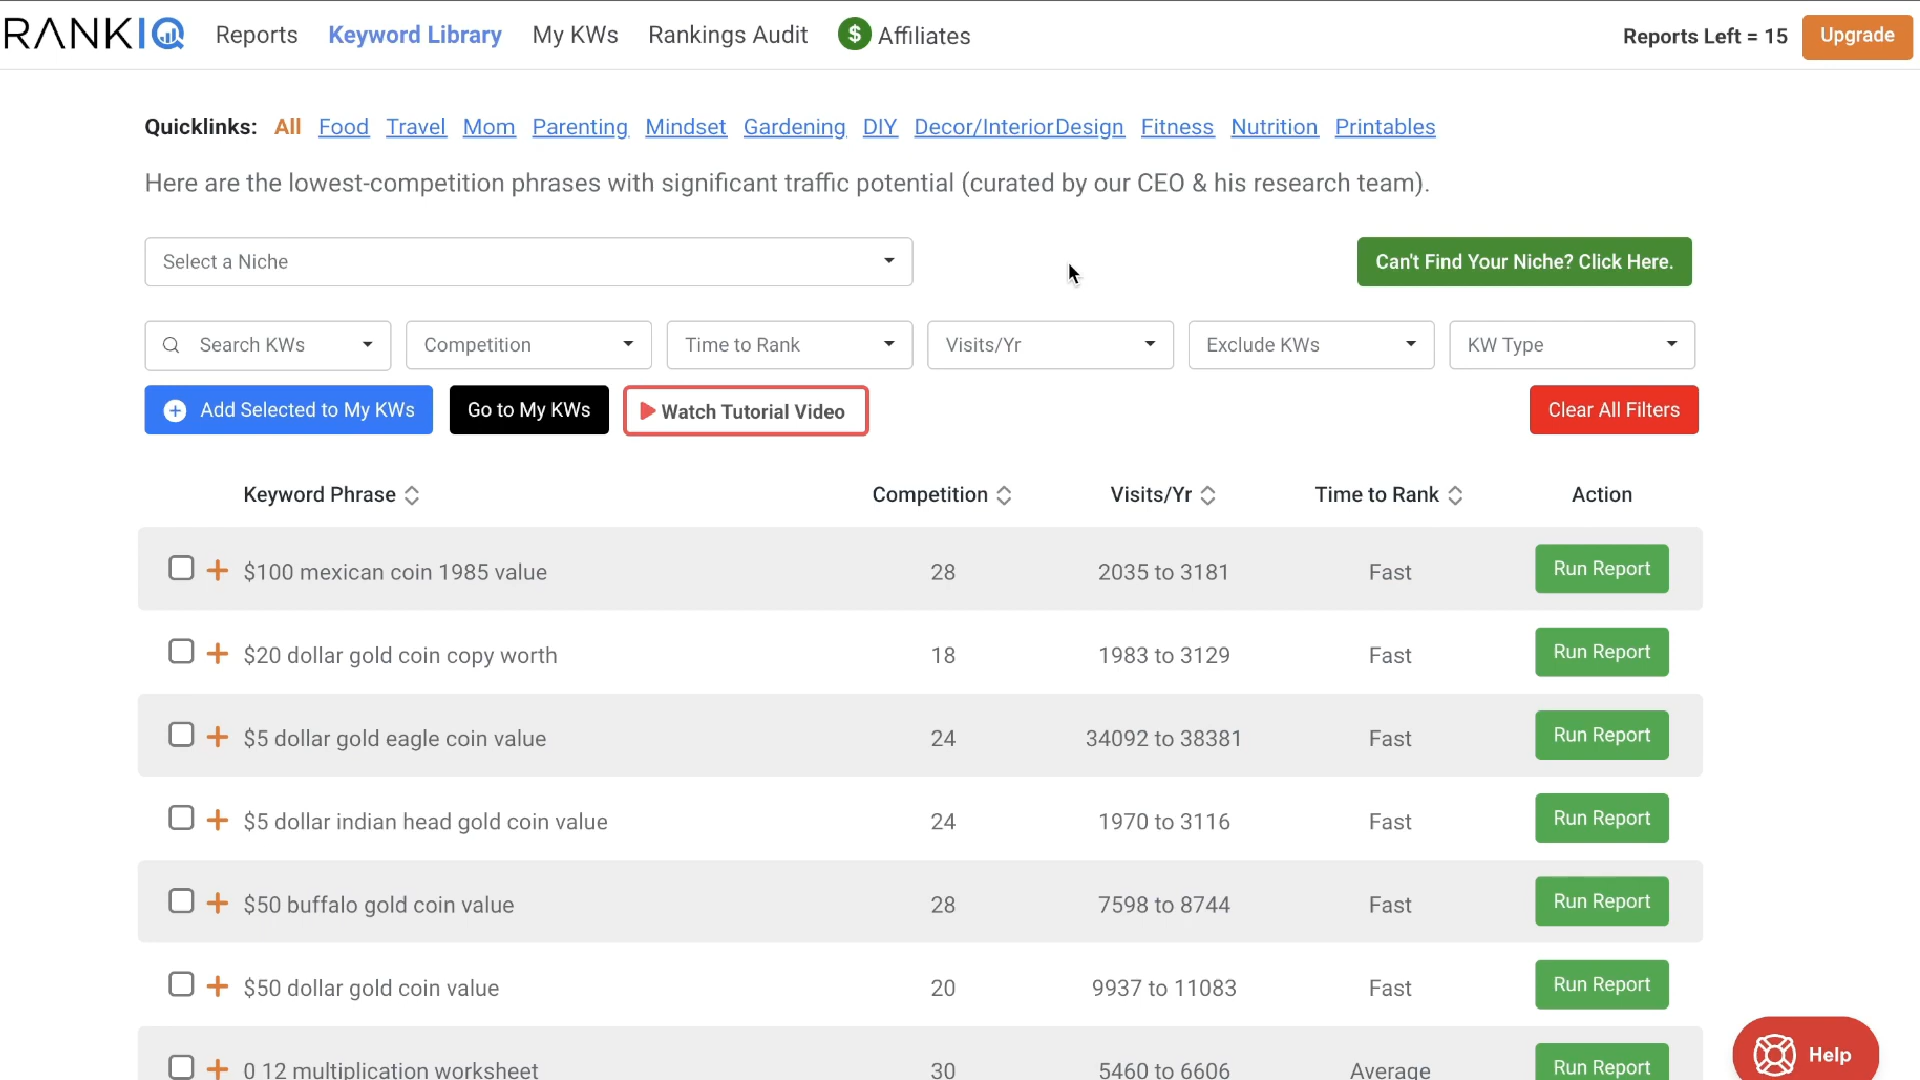 RANKIQ Reports Keyword Library My KWs Rankings Audit $ Affiliates Reports Left = 15 Upgrade
Quicklinks: All Food Travel Mom Parenting Mindset Gardening DIY Decor/InteriorDesign Fitness Nutrition Printables
Here are the lowest-competition phrases with significant traffic potential (curated by our CEO & his research team).
Select a Niche Can't Find Your Niche? Click Here.
Search KWs Competition Time to Rank Visits/Yr Exclude KWs KW Type
Add Selected to My KWs Go to My KWs Watch Tutorial Video Clear All Filters
Keyword Phrase Competition Visits/Yr Time to Rank Action
$100 mexican coin 1985 value 28 2035 to 3181 Fast Run Report
$20 dollar gold coin copy worth 18 1983 to 3129 Fast Run Report
$5 dollar gold eagle coin value 24 34092 to 38381 Fast Run Report
$5 dollar indian head gold coin value 24 1970 to 3116 Fast Run Report
$50 buffalo gold coin value 28 7598 to 8744 Fast Run Report
$50 dollar gold coin value 20 9937 to 11083 Fast Run Report
0 12 multiplication worksheet 30 5460 to 6606 Average Run Report
Help